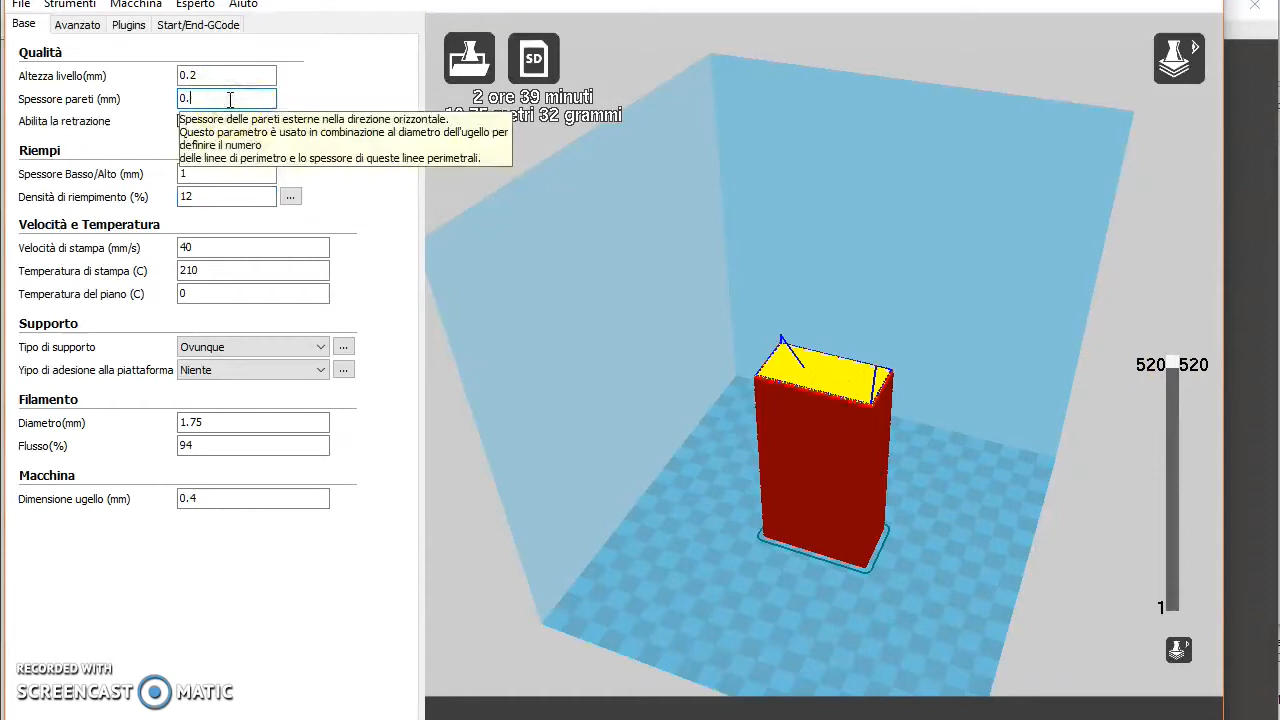 File Strumenti Macchina Esperto Aiuto
Base Avanzato Plugins Start/End-GCode
Qualità
Altezza livello(mm) 0.2
Spessore pareti (mm) 0.
Abilita la retrazione
Spessore delle pareti esterne nella direzione orizzontale.
Questo parametro è usato in combinazione al diametro dell'ugello per
definire il numero
delle linee di perimetro e lo spessore di queste linee perimetrali.
Riempi
Spessore Basso/Alto (mm) 1
Densità di riempimento (%) 12 ...
Velocità e Temperatura
Velocità di stampa (mm/s) 40
Temperatura di stampa (C) 210
Temperatura del piano (C) 0
Supporto
Tipo di supporto Ovunque ...
Yipo di adesione alla piattaforma Niente ...
Filamento
Diametro(mm) 1.75
Flusso(%) 94
Macchina
Dimensione ugello (mm) 0.4
SD
2 ore 39 minuti
metri 32 grammi
520 520
1
RECORDED WITH
SCREENCAST MATIC